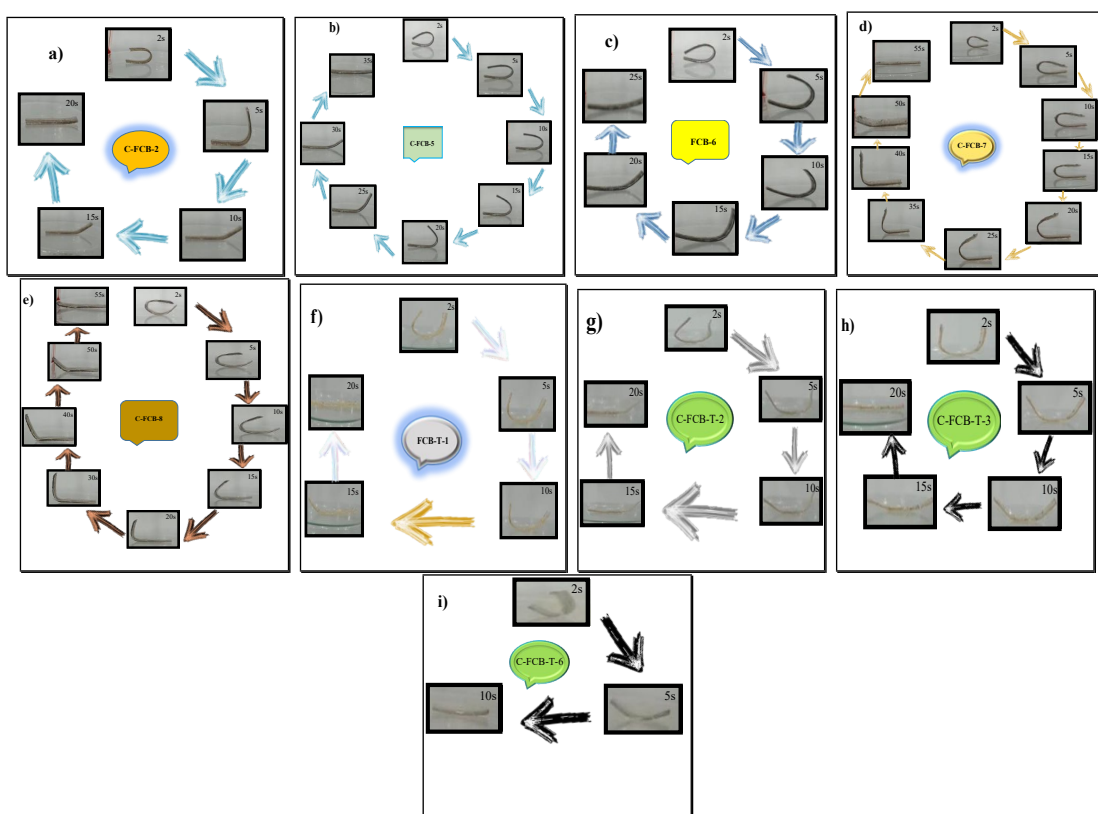 a)
2s
5s
10s
15s
20s
C-FCB-2
b)
2s
5s
10s
15s
20s
25s
30s
35s
C-FCB-5
c)
2s
5s
10s
15s
20s
25s
FCB-6
d)
2s
5s
10s
15s
20s
25s
35s
40s
50s
55s
C-FCB-7
e)
2s
5s
10s
15s
20s
30s
40s
50s
55s
C-FCB-8
f)
2s
5s
10s
15s
20s
FCB-T-1
g)
2s
5s
10s
15s
20s
C-FCB-T-2
h)
2s
5s
10s
15s
20s
C-FCB-T-3
i)
2s
5s
10s
C-FCB-T-6